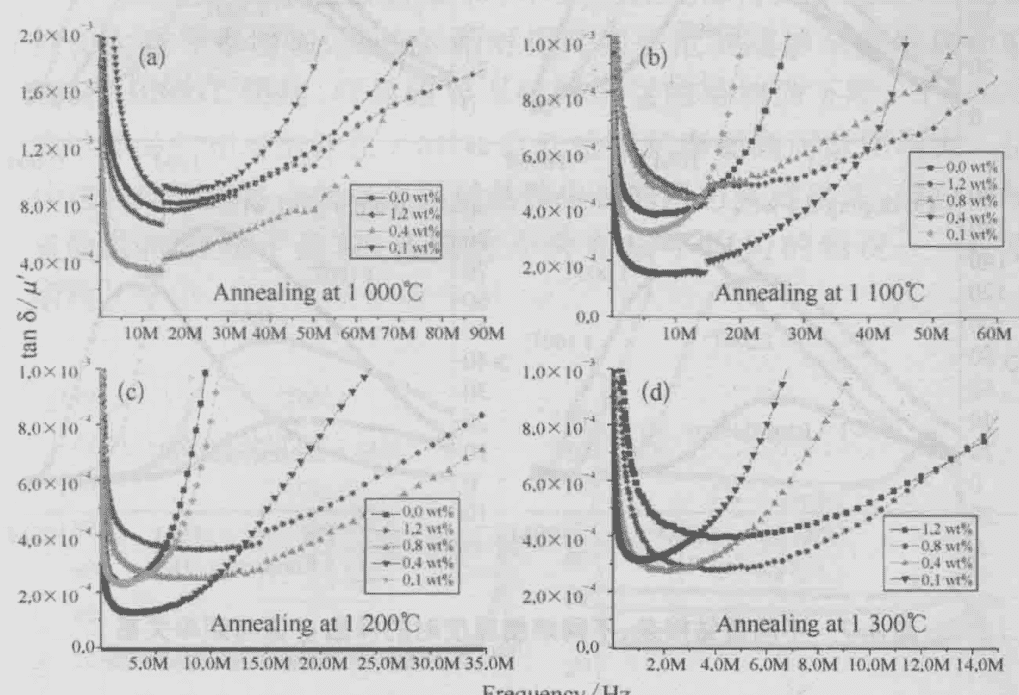 2,0×10⁻³
1,6×10⁻
1,2×10⁻
8,0×10⁻
4,0×10⁻⁴
(a)
0,0 wt%
1,2 wt%
0,4 wt%
0,1 wt%
Annealing at 1 000℃
10M 20M 30M 40M 50M 60M 70M 80M 90M
1,0×10⁻³
8,0×10⁻
6,0×10⁻⁴
4,0×10⁻
2,0×10⁻⁴
0,0
(b)
0,0 wt%
1,2 wt%
0,8 wt%
0,4 wt%
0,1 wt%
Annealing at 1 100℃
10M 20M 30M 40M 50M 60M
tan δ/μ'
1,0×10⁻³
8,0×10⁻⁴
6,0×10⁻⁴
4,0×10⁻⁴
2,0×10⁻⁴
0,0
(c)
0,0 wt%
1,2 wt%
0,8 wt%
0,4 wt%
0,1 wt%
Annealing at 1 200℃
5,0M 10,0M 15,0M 20,0M 25,0M 30,0M 35,0M
1,0×10⁻³
8,0×10⁻⁴
6,0×10⁻⁴
4,0×10⁻⁴
2,0×10⁻⁴
0,0
(d)
1,2 wt%
0,8 wt%
0,4 wt%
0,1 wt%
Annealing at 1 300℃
2,0M 4,0M 6,0M 8,0M 10,0M 12,0M 14,0M
Frequency/Hz